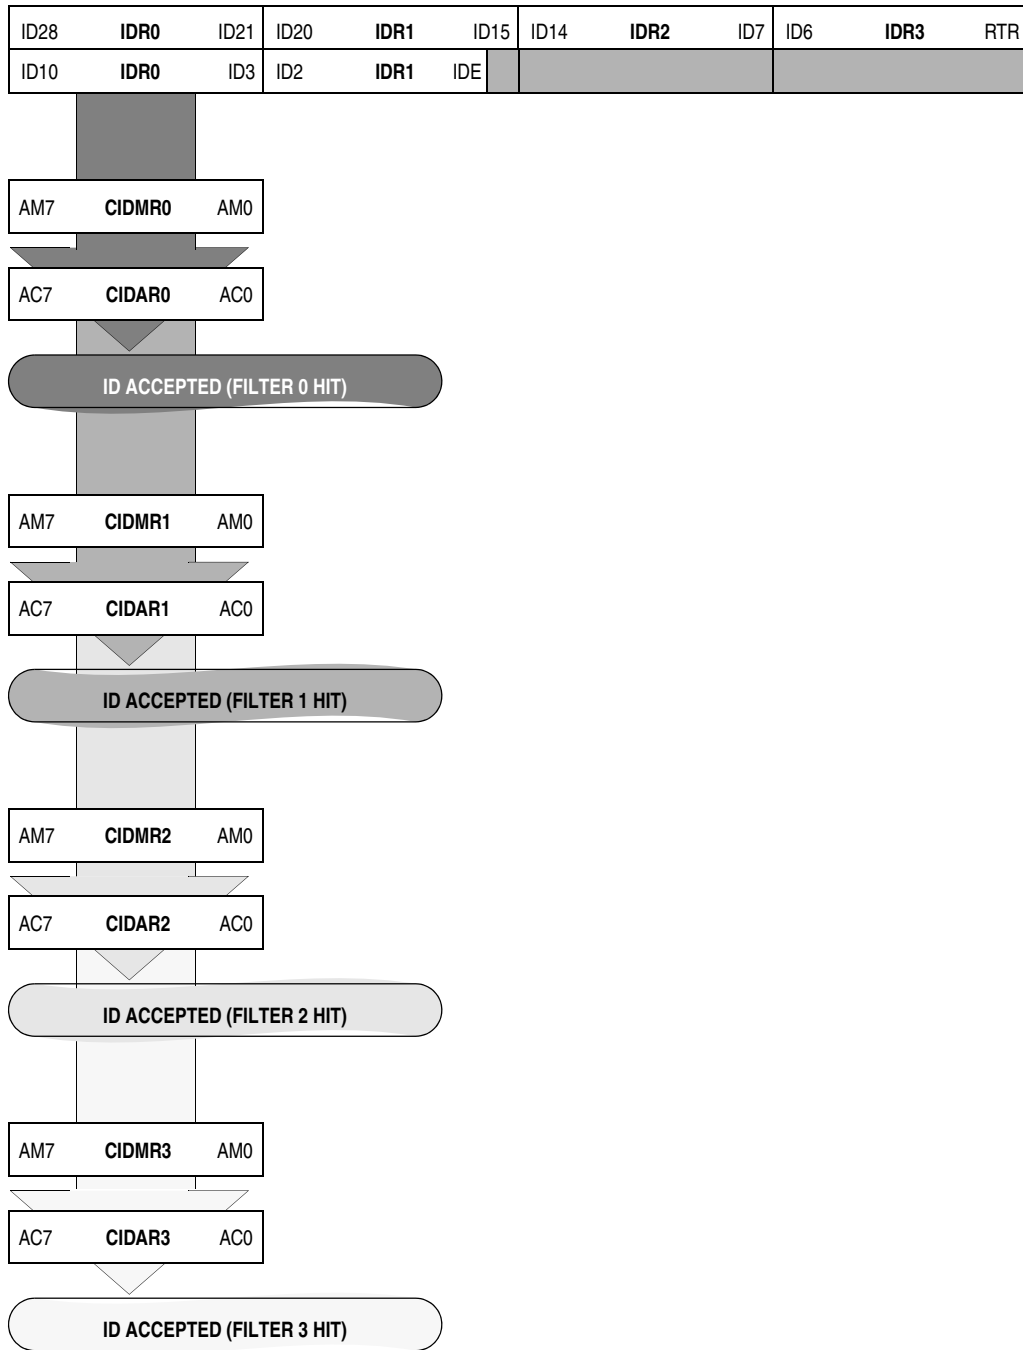 ID28 IDR0 ID21 ID20 IDR1 ID15 ID14 IDR2 ID7 ID6 IDR3 RTR
ID10 IDR0 ID3 ID2 IDR1 IDE
AM7 CIDMR0 AM0
AC7 CIDAR0 AC0
ID ACCEPTED (FILTER 0 HIT)
AM7 CIDMR1 AM0
AC7 CIDAR1 AC0
ID ACCEPTED (FILTER 1 HIT)
AM7 CIDMR2 AM0
AC7 CIDAR2 AC0
ID ACCEPTED (FILTER 2 HIT)
AM7 CIDMR3 AM0
AC7 CIDAR3 AC0
ID ACCEPTED (FILTER 3 HIT)